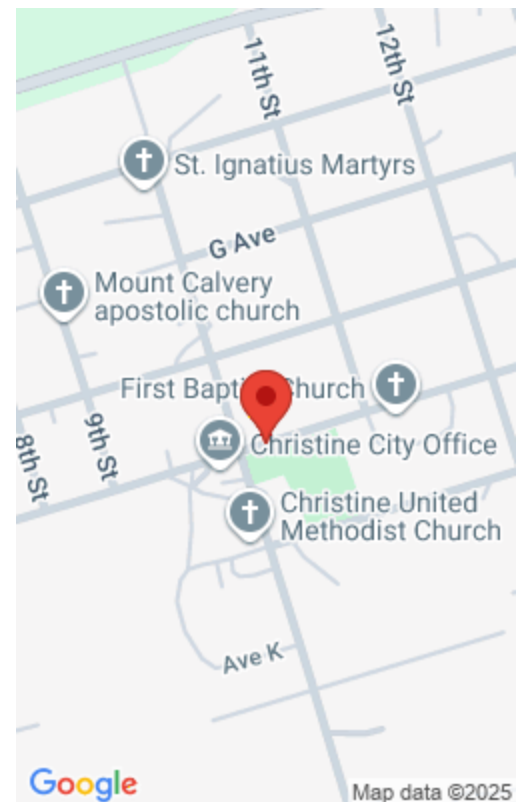 11th St
12th St
St. Ignatius Martyrs
G Ave
Mount Calvery
apostolic church
First Baptist Church
9th St
8th St
Christine City Office
Christine United
Methodist Church
Ave K
Google
Map data ©2025